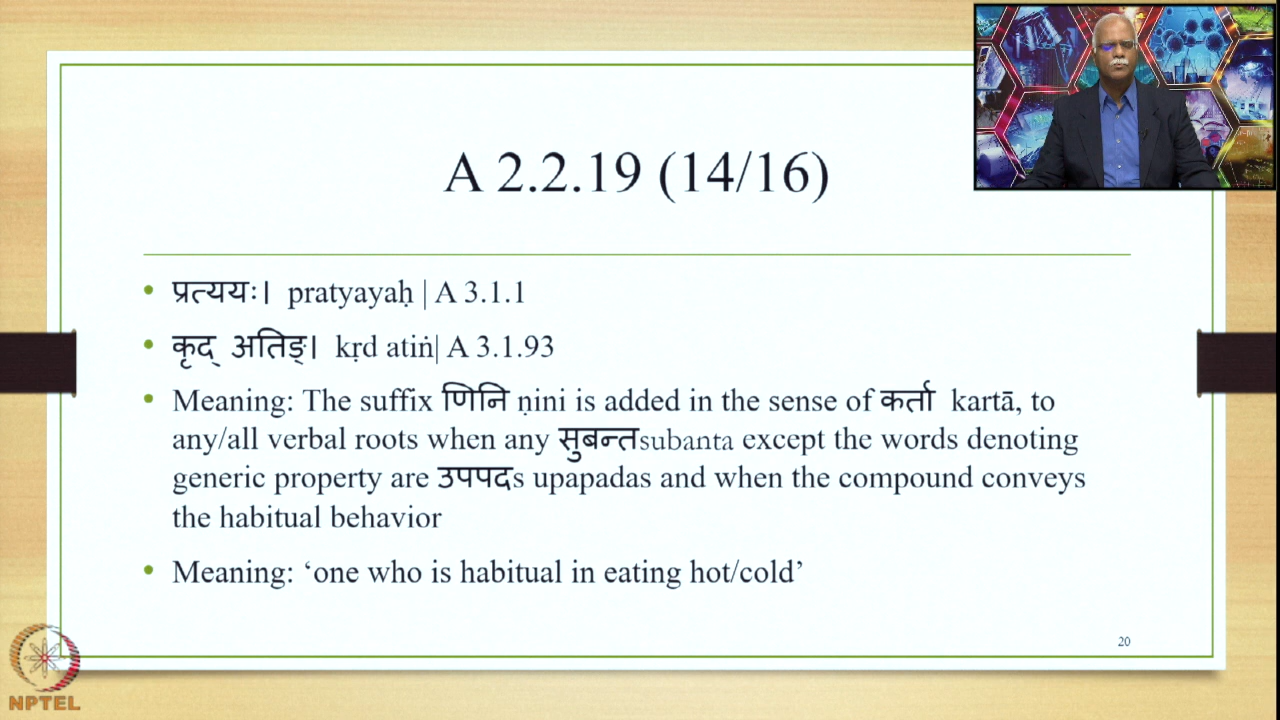 A 2.2.19 (14/16)
• प्रत्ययः। pratyayaḥ | A 3.1.1
• कृद् अतिङ्। kṛd atiṅ| A 3.1.93
• Meaning: The suffix णिनि ṇini is added in the sense of कर्ता kartā, to
any/all verbal roots when any सुबन्तsubanta except the words denoting
generic property are उपपदs upapadas and when the compound conveys
the habitual behavior
• Meaning: ‘one who is habitual in eating hot/cold’
20
NPTEL